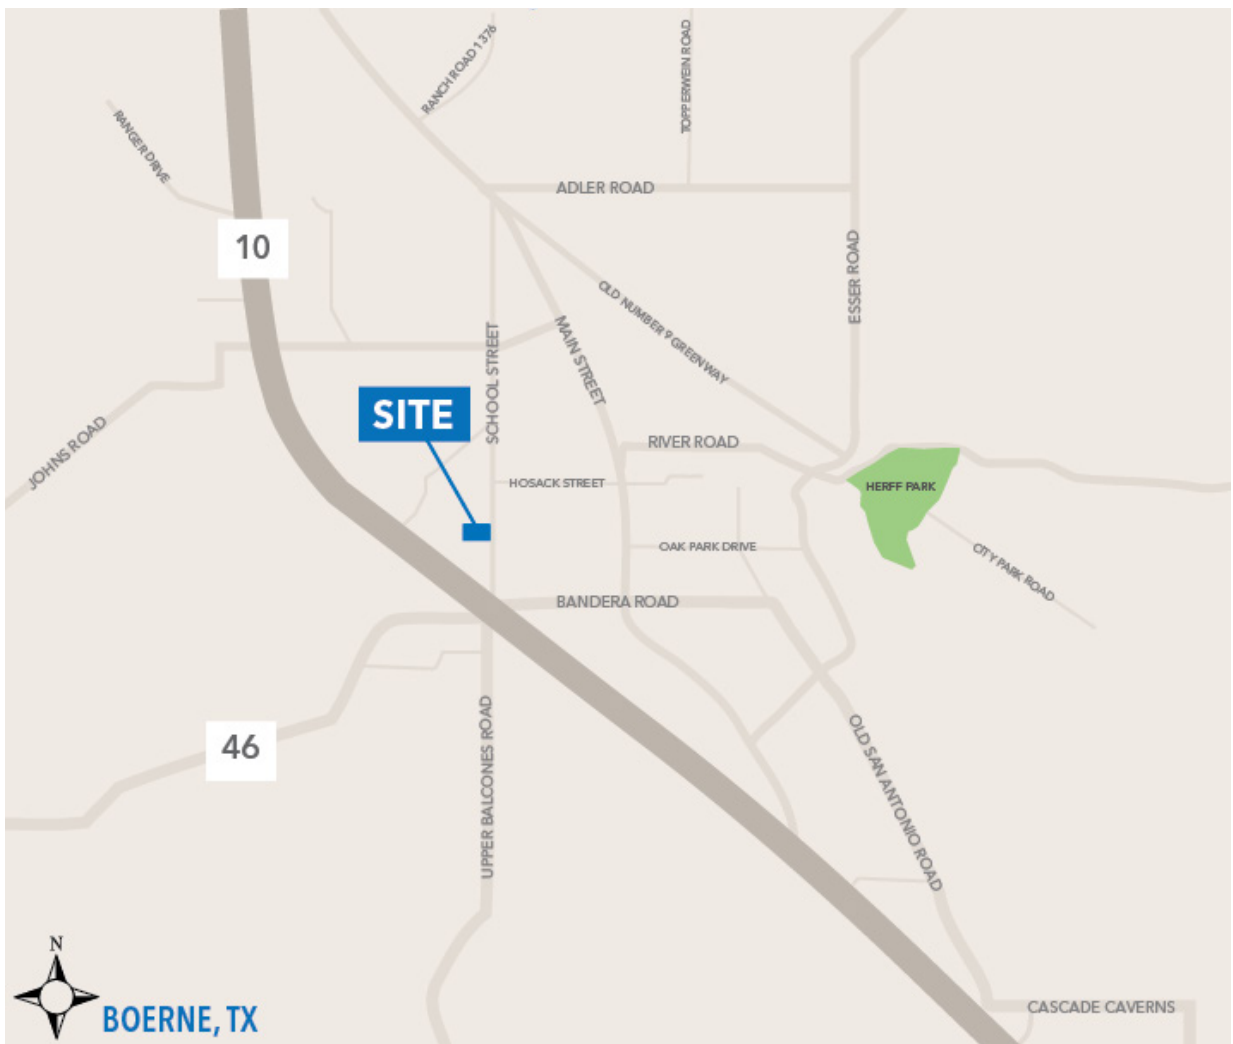 RANCH ROAD 1376
TOPPERWEIN ROAD
RANGER DRIVE
ADLER ROAD
10
ESSER ROAD
OLD NUMBER 9 GREENWAY
MAIN STREET
SCHOOL STREET
SITE
JOHNS ROAD
RIVER ROAD
HOSACK STREET
HERFF PARK
OAK PARK DRIVE
CITY PARK ROAD
BANDERA ROAD
46
UPPER BALCONES ROAD
OLD SAN ANTONIO ROAD
N
BOERNE, TX
CASCADE CAVERNS